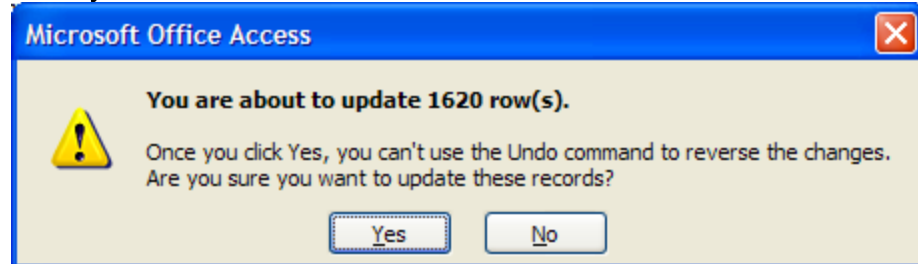 Microsoft Office Access
You are about to update 1620 row(s).
Once you click Yes, you can't use the Undo command to reverse the changes.
Are you sure you want to update these records?
Yes No